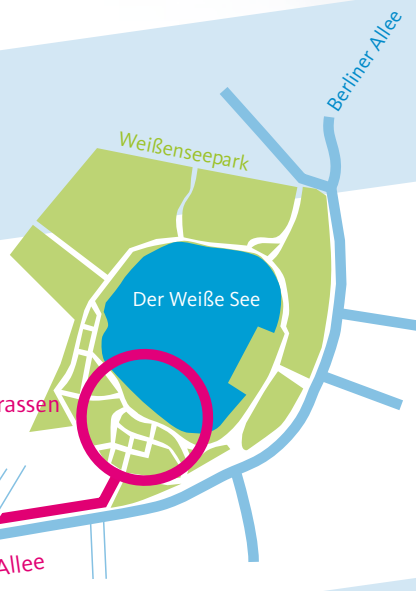 Berliner Allee
Weißenseepark
Der Weiße See
rassen
Allee